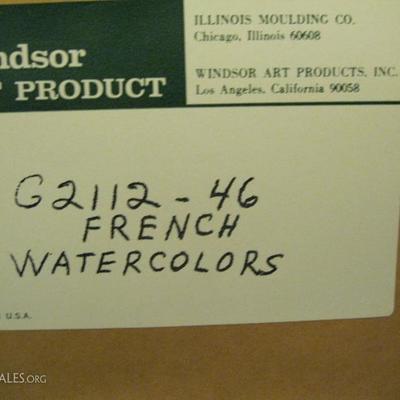 ndsor
PRODUCT
ILLINOIS MOULDING CO.
Chicago, Illinois 60608
WINDSOR ART PRODUCTS, INC.
Los Angeles, California 90058
G2112-46
FRENCH
WATERCOLORS
U.S.A.
ALES.ORG